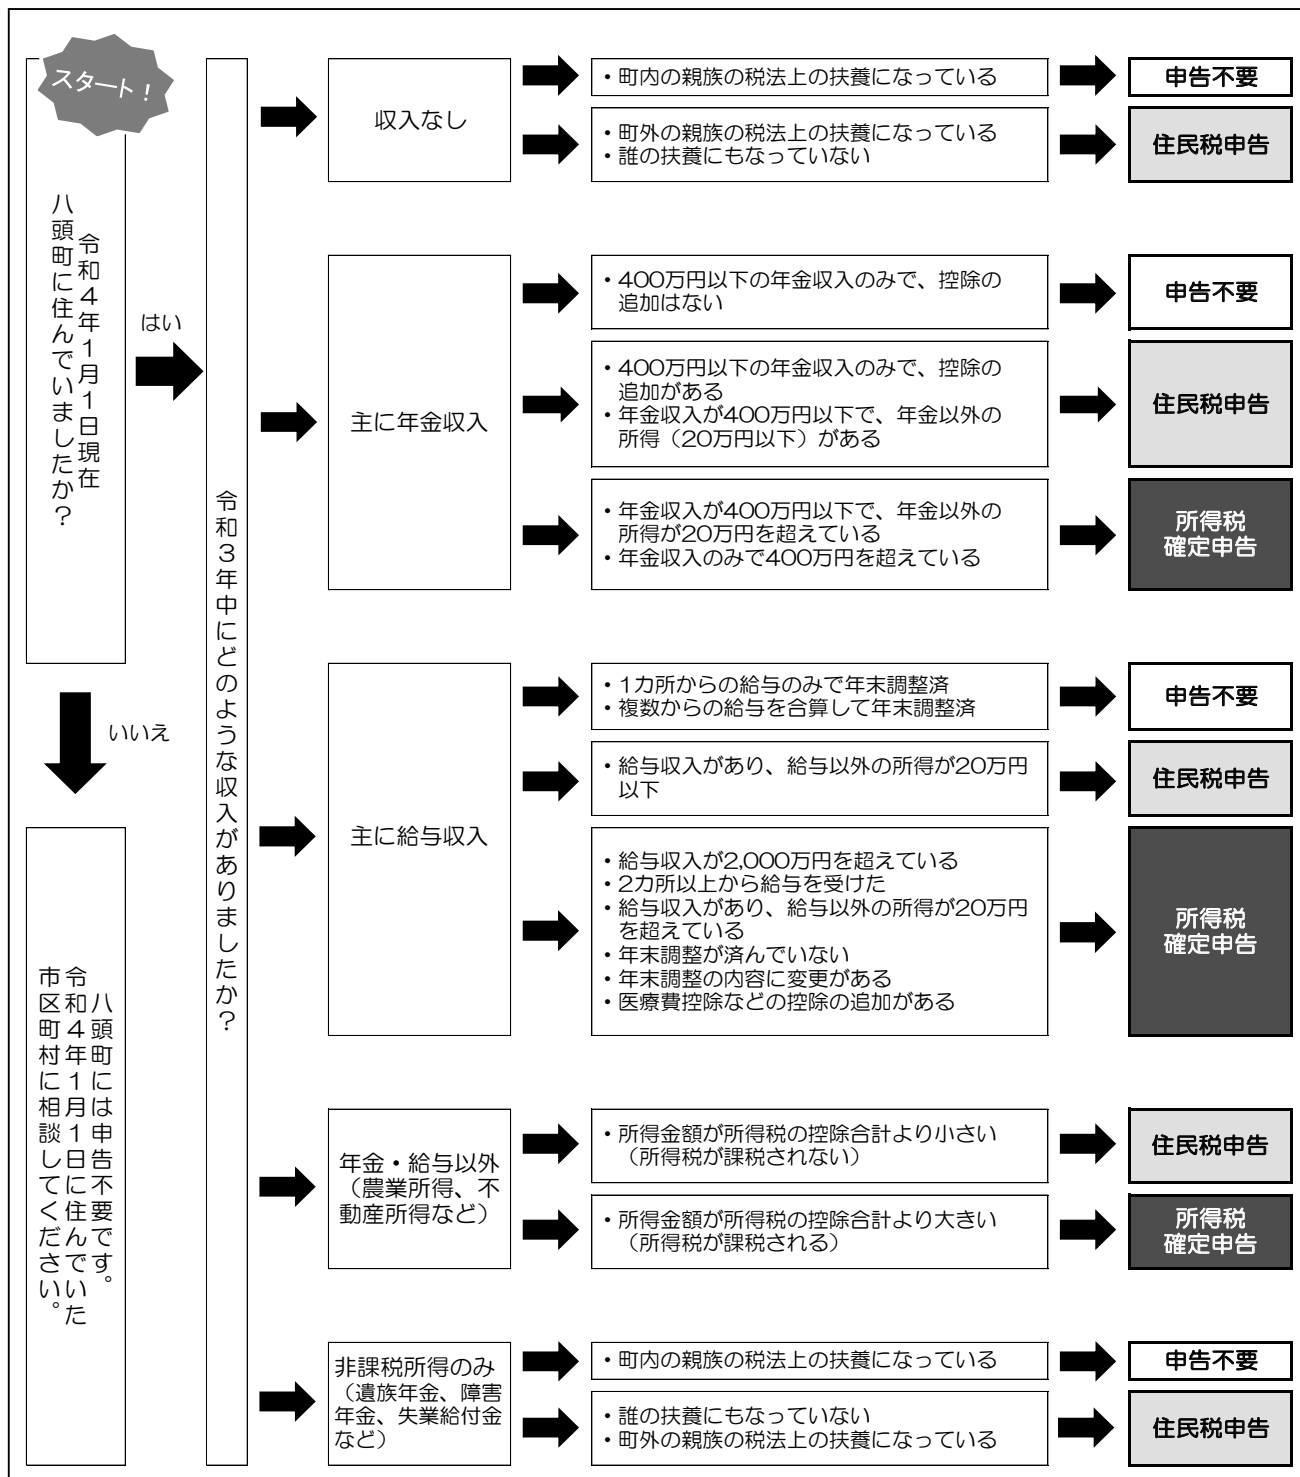 スタート！
令和４年１月１日現在
八頭町に住んでいましたか？
はい
いいえ
八頭町には申告不要です。
令和４年１月１日に住んでいた
市区町村に相談してください。
令和３年中にどのような収入がありましたか？
収入なし
・町内の親族の税法上の扶養になっている
申告不要
・町外の親族の税法上の扶養になっている
・誰の扶養にもなっていない
住民税申告
主に年金収入
・400万円以下の年金収入のみで、控除の
追加はない
申告不要
・400万円以下の年金収入のみで、控除の
追加がある
・年金収入が400万円以下で、年金以外の
所得（20万円以下）がある
住民税申告
・年金収入が400万円以下で、年金以外の
所得が20万円を超えている
・年金収入のみで400万円を超えている
所得税
確定申告
主に給与収入
・1カ所からの給与のみで年末調整済
・複数からの給与を合算して年末調整済
申告不要
・給与収入があり、給与以外の所得が20万円
以下
住民税申告
・給与収入が2,000万円を超えている
・2カ所以上から給与を受けた
・給与収入があり、給与以外の所得が20万円
を超えている
・年末調整が済んでいない
・年末調整の内容に変更がある
・医療費控除などの控除の追加がある
所得税
確定申告
年金・給与以外
（農業所得、不
動産所得など）
・所得金額が所得税の控除合計より小さい
（所得税が課税されない）
住民税申告
・所得金額が所得税の控除合計より大きい
（所得税が課税される）
所得税
確定申告
非課税所得のみ
（遺族年金、障害
年金、失業給付金
など）
・町内の親族の税法上の扶養になっている
申告不要
・誰の扶養にもなっていない
・町外の親族の税法上の扶養になっている
住民税申告